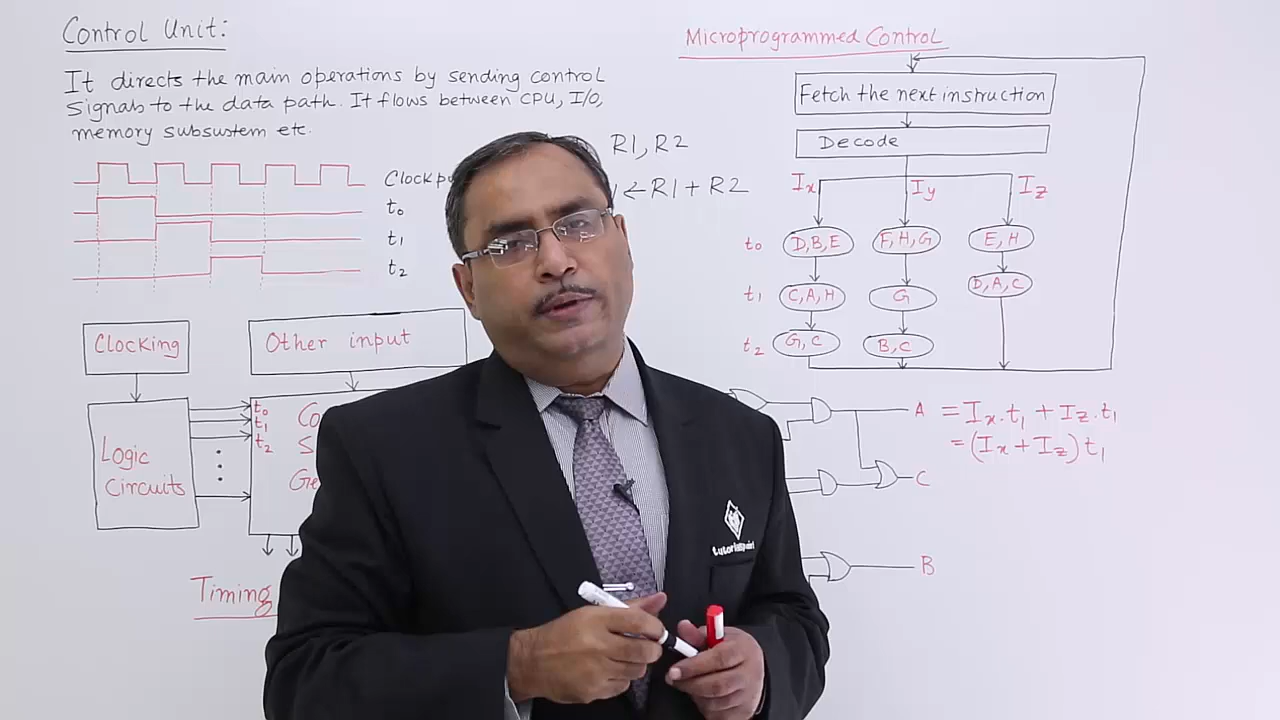 Control Unit:
It directs the main operations by sending control
signals to the data path. It flows between CPU, I/O,
memory subsustem etc.
t₀
t₁
t₂
R1, R2
← R1 + R2
Clocking
Other input
Logic
Circuits
t₀
t₁
t₂
Timing
Microprogrammed Control
Fetch the next instruction
Decode
Ix Iy Iz
t₀ D,B,E F,H,G E,H
t₁ C,A,H G D,A,C
t₂ G,C B,C
A = Ix.t₁ + Iz.t₁
= (Ix + Iz) t₁
C
B
tutorialspoint